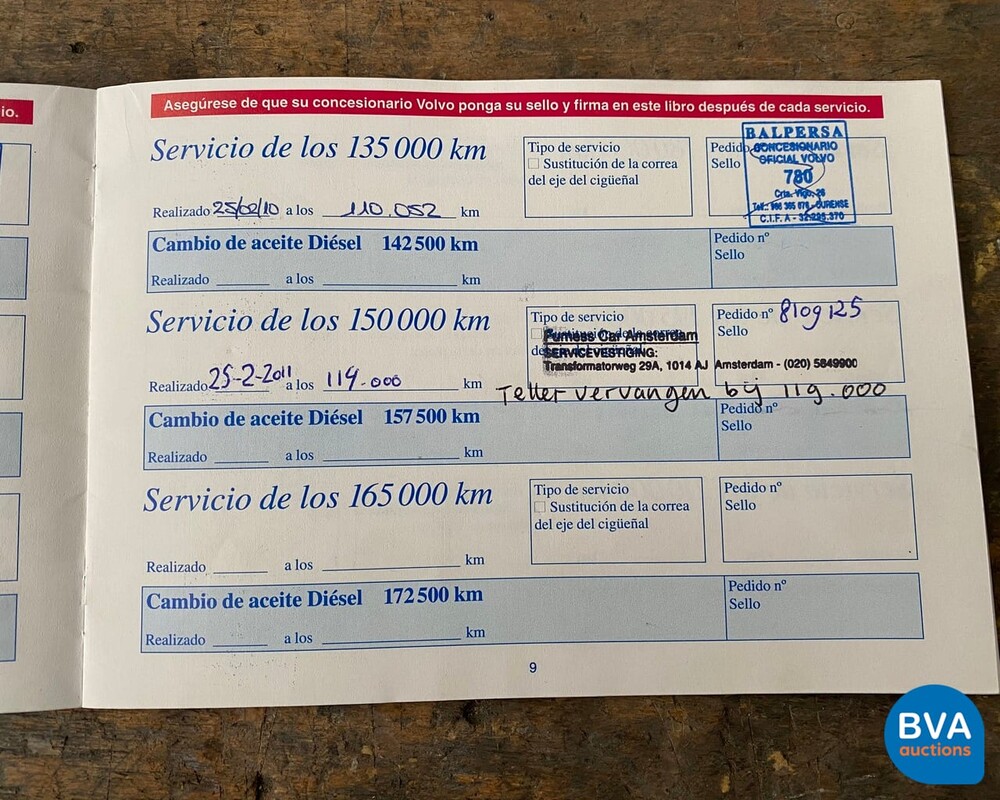 io.
Asegúrese de que su concesionario Volvo ponga su sello y firma en este libro después de cada servicio.
Servicio de los 135 000 km
Tipo de servicio
□ Sustitución de la correa
del eje del cigüeñal
Pedido
Sello
BALPERSA
CONCESIONARIO
OFICIAL VOLVO
780
Crta. Vigo, 26
OURENSE
C.I.F. A -
Realizado 25/02/10 a los 110.052 km
Cambio de aceite Diésel 142 500 km
Pedido nº
Sello
Realizado a los km
Servicio de los 150 000 km
Tipo de servicio
Pedido nº 8109125
Sello
Furness Car Amsterdam
SERVICEVESTIGING:
Transformatorweg 29A, 1014 AJ Amsterdam - (020) 5849900
Realizado 25-2-2011 a los 119.000 km
Teller vervangen bij 119.000
Cambio de aceite Diésel 157 500 km
Pedido nº
Sello
Realizado a los km
Servicio de los 165 000 km
Tipo de servicio
□ Sustitución de la correa
del eje del cigüeñal
Pedido nº
Sello
Realizado a los km
Cambio de aceite Diésel 172 500 km
Pedido nº
Sello
Realizado a los km
9
BVA
auctions